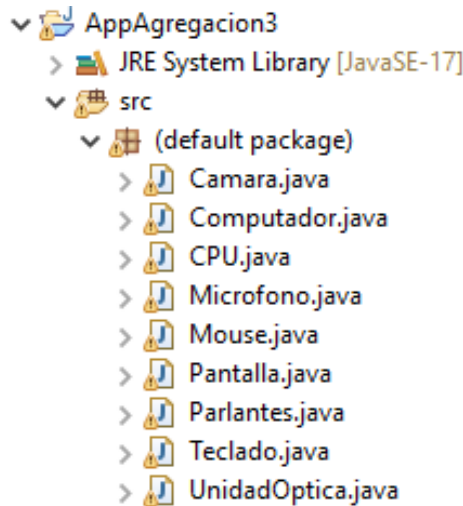 AppAgregacion3
JRE System Library [JavaSE-17]
src
(default package)
Camara.java
Computador.java
CPU.java
Microfono.java
Mouse.java
Pantalla.java
Parlantes.java
Teclado.java
UnidadOptica.java